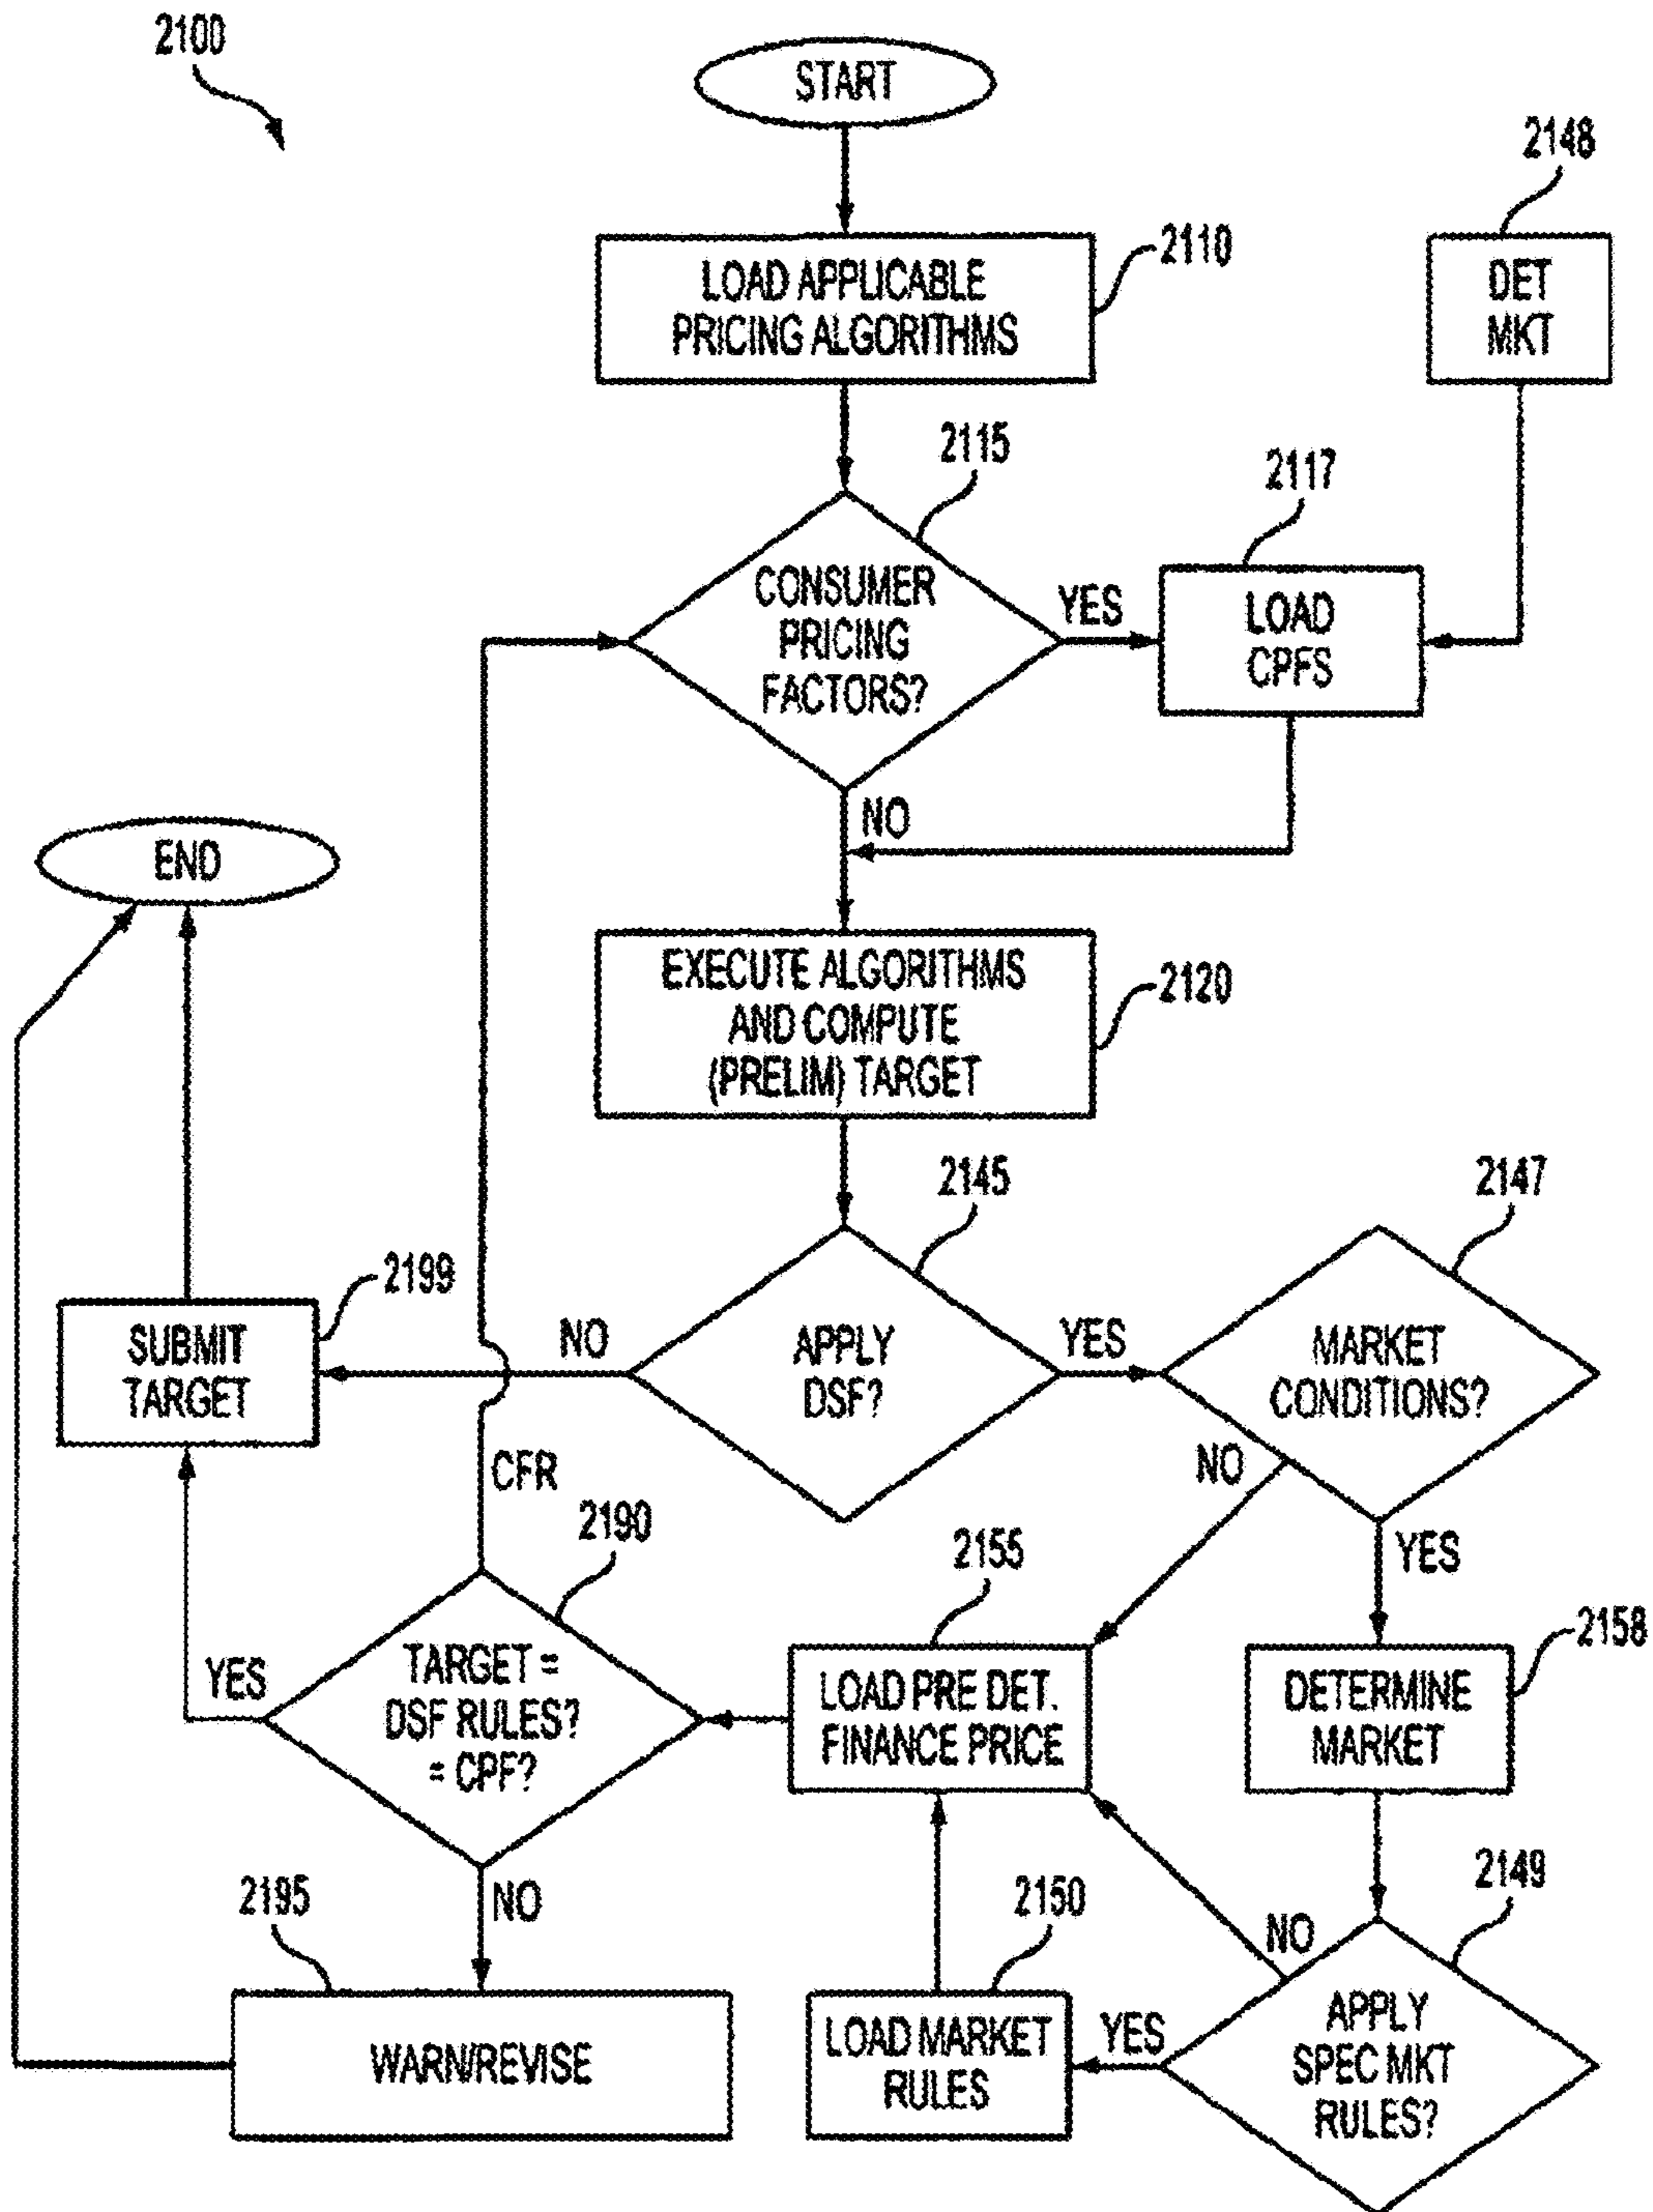 2100
START
2148
2110
LOAD APPLICABLE
PRICING ALGORITHMS
DET
MKT
2115
2117
CONSUMER
PRICING
FACTORS?
YES
LOAD
CPFS
NO
END
EXECUTE ALGORITHMS
AND COMPUTE
(PRELIM) TARGET
2120
2145
2147
2199
SUBMIT
TARGET
NO
APPLY
DSF?
YES
MARKET
CONDITIONS?
NO
CFR
2190
2155
YES
2158
YES
TARGET =
DSF RULES?
= CPF?
LOAD PRE DET.
FINANCE PRICE
DETERMINE
MARKET
2195
NO
2150
NO
2149
WARN/REVISE
LOAD MARKET
RULES
YES
APPLY
SPEC MKT
RULES?